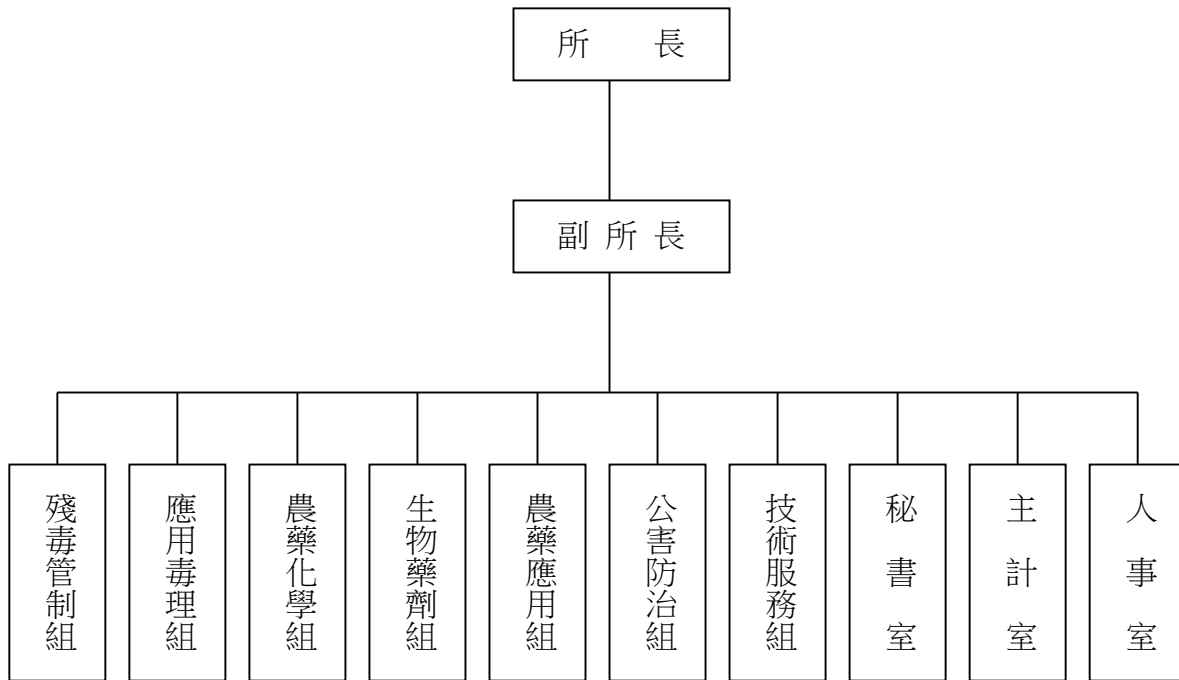 所長
副所長
殘毒管制組
應用毒理組
農藥化學組
生物藥劑組
農藥應用組
公害防治組
技術服務組
秘書室
主計室
人事室